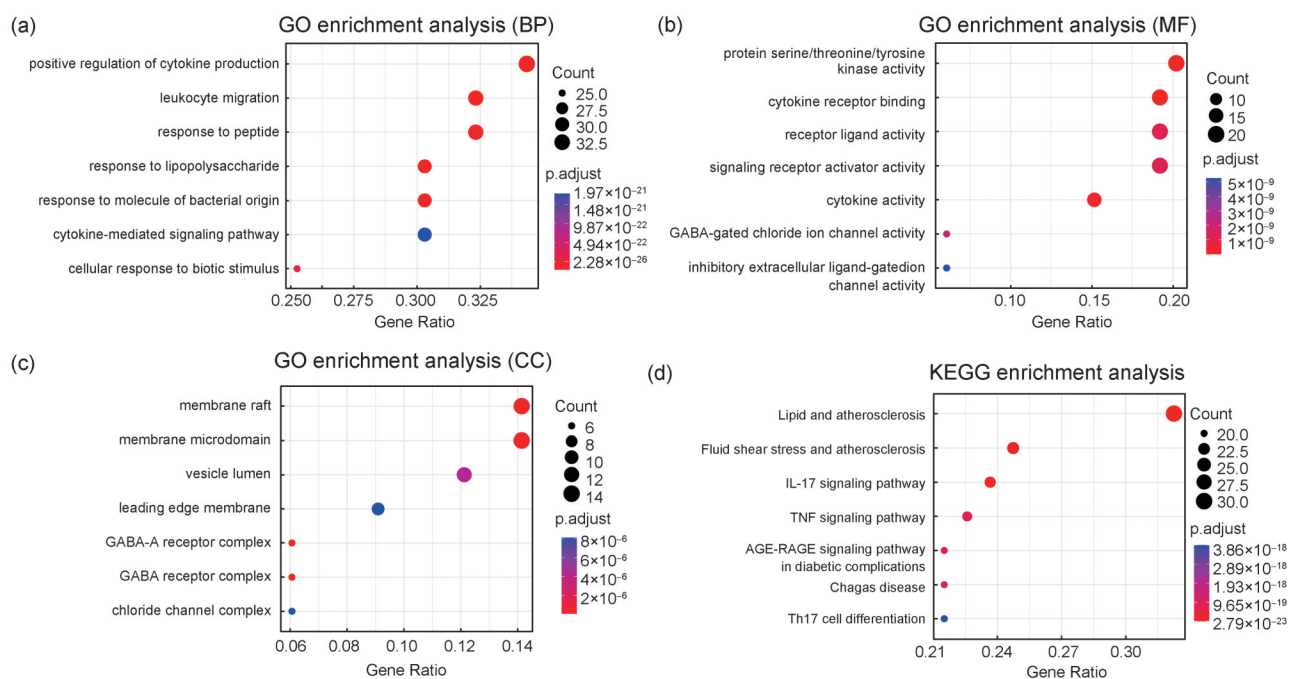 (a)
GO enrichment analysis (BP)
positive regulation of cytokine production
leukocyte migration
response to peptide
response to lipopolysaccharide
response to molecule of bacterial origin
cytokine-mediated signaling pathway
cellular response to biotic stimulus
0.250 0.275 0.300 0.325
Gene Ratio
Count
25.0
27.5
30.0
32.5
p.adjust
1.97×10⁻²¹
1.48×10⁻²¹
9.87×10⁻²²
4.94×10⁻²²
2.28×10⁻²⁶
(b)
GO enrichment analysis (MF)
protein serine/threonine/tyrosine
kinase activity
cytokine receptor binding
receptor ligand activity
signaling receptor activator activity
cytokine activity
GABA-gated chloride ion channel activity
inhibitory extracellular ligand-gatedion
channel activity
0.10 0.15 0.20
Gene Ratio
Count
10
15
20
p.adjust
5×10⁻⁹
4×10⁻⁹
3×10⁻⁹
2×10⁻⁹
1×10⁻⁹
(c)
GO enrichment analysis (CC)
membrane raft
membrane microdomain
vesicle lumen
leading edge membrane
GABA-A receptor complex
GABA receptor complex
chloride channel complex
0.06 0.08 0.10 0.12 0.14
Gene Ratio
Count
6
8
10
12
14
p.adjust
8×10⁻⁶
6×10⁻⁶
4×10⁻⁶
2×10⁻⁶
(d)
KEGG enrichment analysis
Lipid and atherosclerosis
Fluid shear stress and atherosclerosis
IL-17 signaling pathway
TNF signaling pathway
AGE-RAGE signaling pathway
in diabetic complications
Chagas disease
Th17 cell differentiation
0.21 0.24 0.27 0.30
Gene Ratio
Count
20.0
22.5
25.0
27.5
30.0
p.adjust
3.86×10⁻¹⁸
2.89×10⁻¹⁸
1.93×10⁻¹⁸
9.65×10⁻¹⁹
2.79×10⁻²³